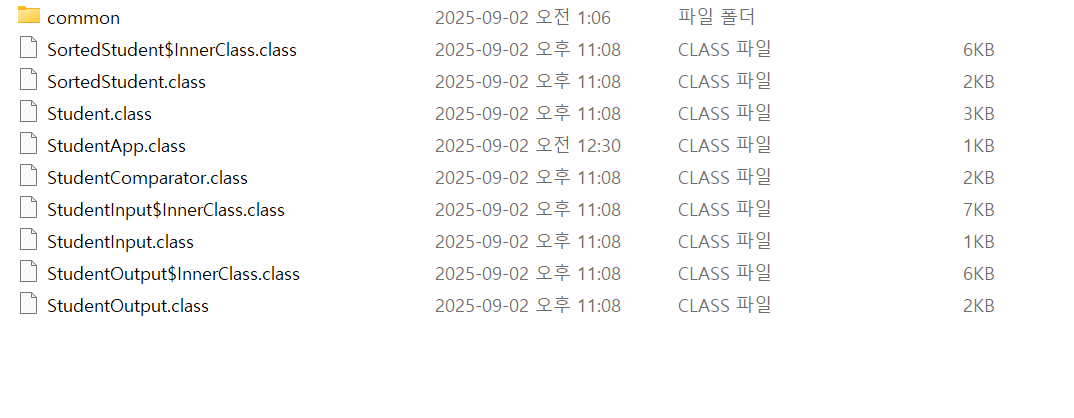 common 2025-09-02 오전 1:06 파일 폴더
SortedStudent$InnerClass.class 2025-09-02 오후 11:08 CLASS 파일 6KB
SortedStudent.class 2025-09-02 오후 11:08 CLASS 파일 2KB
Student.class 2025-09-02 오후 11:08 CLASS 파일 3KB
StudentApp.class 2025-09-02 오전 12:30 CLASS 파일 1KB
StudentComparator.class 2025-09-02 오후 11:08 CLASS 파일 2KB
StudentInput$InnerClass.class 2025-09-02 오후 11:08 CLASS 파일 7KB
StudentInput.class 2025-09-02 오후 11:08 CLASS 파일 1KB
StudentOutput$InnerClass.class 2025-09-02 오후 11:08 CLASS 파일 6KB
StudentOutput.class 2025-09-02 오후 11:08 CLASS 파일 2KB